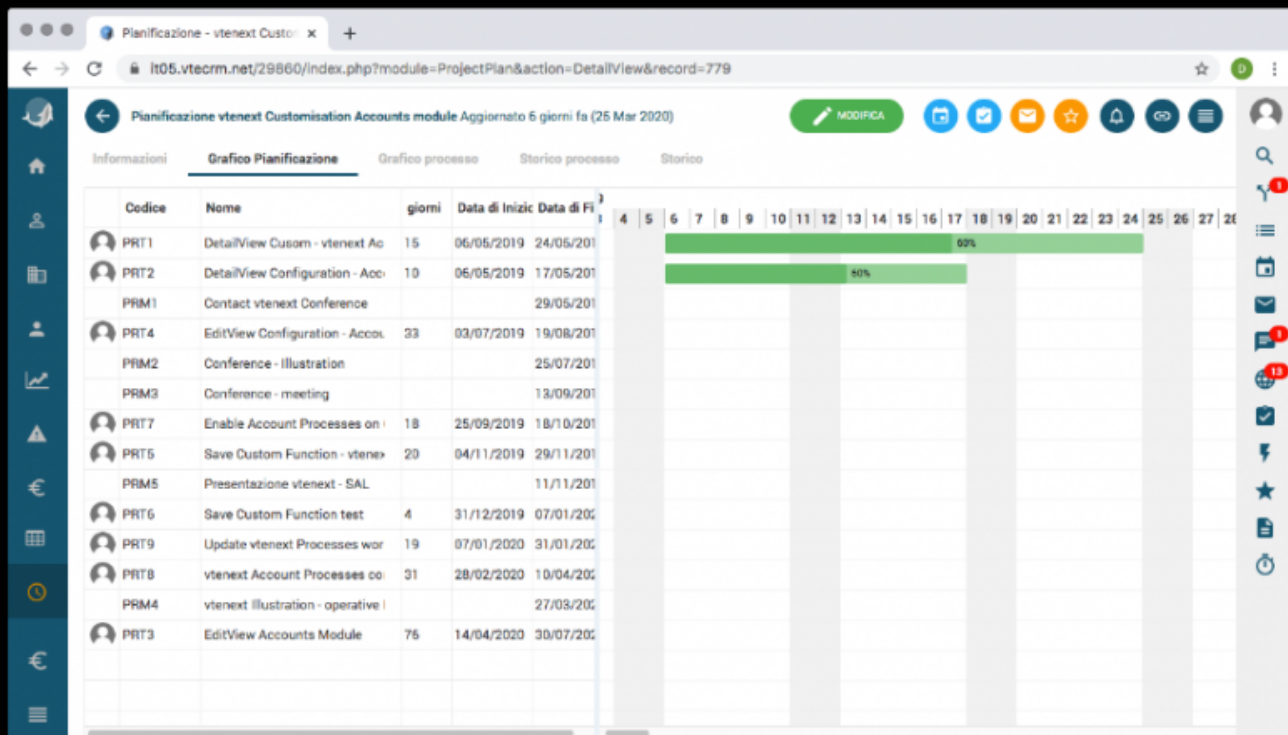 Pianificazione - vtenext Custo
it05.vtecrm.net/29860/index.php?module=ProjectPlan&action=DetailView&record=779
D
Pianificazione vtenext Customisation Accounts module Aggiornato 6 giorni fa (26 Mar 2020)
MODIFICA
Informazioni Grafico Pianificazione Grafico processo Storico processo Storico
Codice Nome giorni Data di Inizio Data di Fi
4 5 6 7 8 9 10 11 12 13 14 15 16 17 18 19 20 21 22 23 24 25 26 27 28
PRT1 DetailView Cusom - vtenext Ac 15 06/05/2019 24/05/201 60%
PRT2 DetailView Configuration - Acc 10 06/05/2019 17/05/201 60%
PRM1 Contact vtenext Conference 29/05/201
PRT4 EditView Configuration - Accou 33 03/07/2019 19/08/201
PRM2 Conference - Illustration 25/07/201
PRM3 Conference - meeting 13/09/201
PRT7 Enable Account Processes on 18 25/09/2019 18/10/201
PRT5 Save Custom Function - vtenex 20 04/11/2019 29/11/201
PRM5 Presentazione vtenext - SAL 11/11/201
PRT6 Save Custom Function test 4 31/12/2019 07/01/202
PRT9 Update vtenext Processes wor 19 07/01/2020 31/01/202
PRT8 vtenext Account Processes co 31 28/02/2020 10/04/202
PRM4 vtenext Illustration - operative 27/03/202
PRT3 EditView Accounts Module 76 14/04/2020 30/07/202
1
1
13